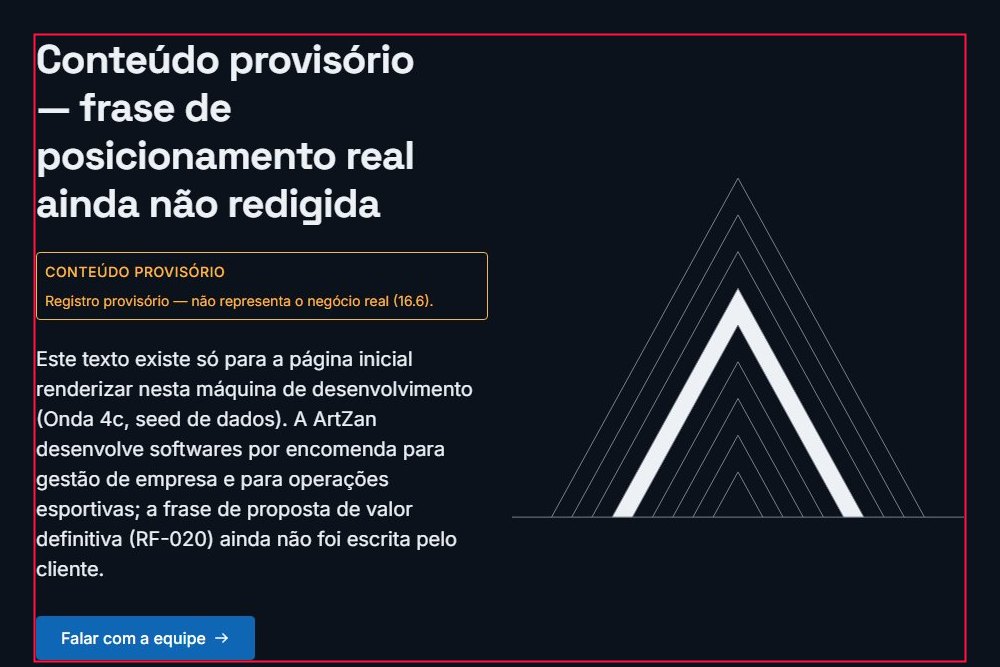 Conteúdo provisório
— frase de
posicionamento real
ainda não redigida
CONTEÚDO PROVISÓRIO
Registro provisório — não representa o negócio real (16.6).
Este texto existe só para a página inicial
renderizar nesta máquina de desenvolvimento
(Onda 4c, seed de dados). A ArtZan
desenvolve softwares por encomenda para
gestão de empresa e para operações
esportivas; a frase de proposta de valor
definitiva (RF-020) ainda não foi escrita pelo
cliente.
Falar com a equipe →